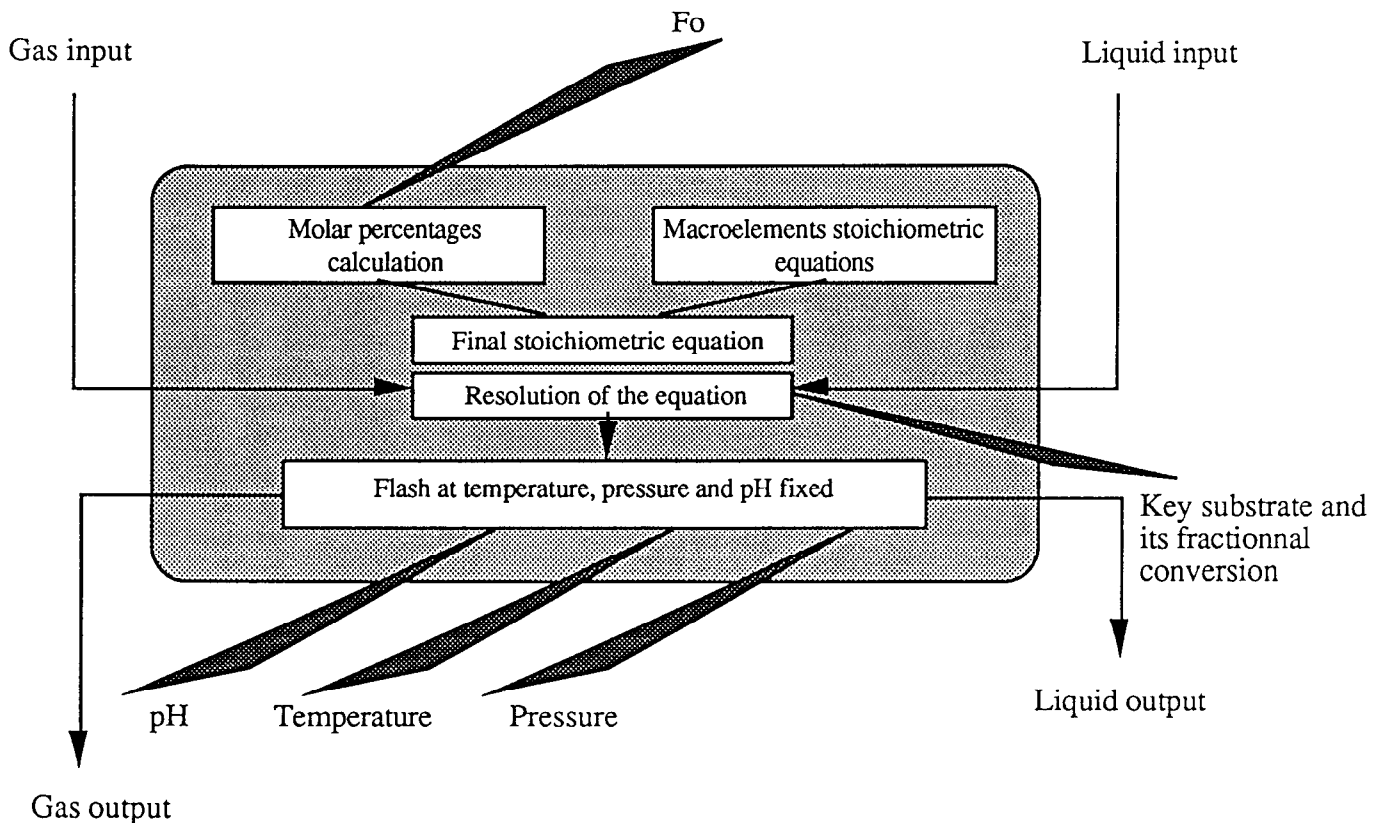 Fo
Gas input
Liquid input
Molar percentages
calculation
Macroelements stoichiometric
equations
Final stoichiometric equation
Resolution of the equation
Flash at temperature, pressure and pH fixed
Key substrate and
its fractionnal
conversion
pH
Temperature
Pressure
Liquid output
Gas output